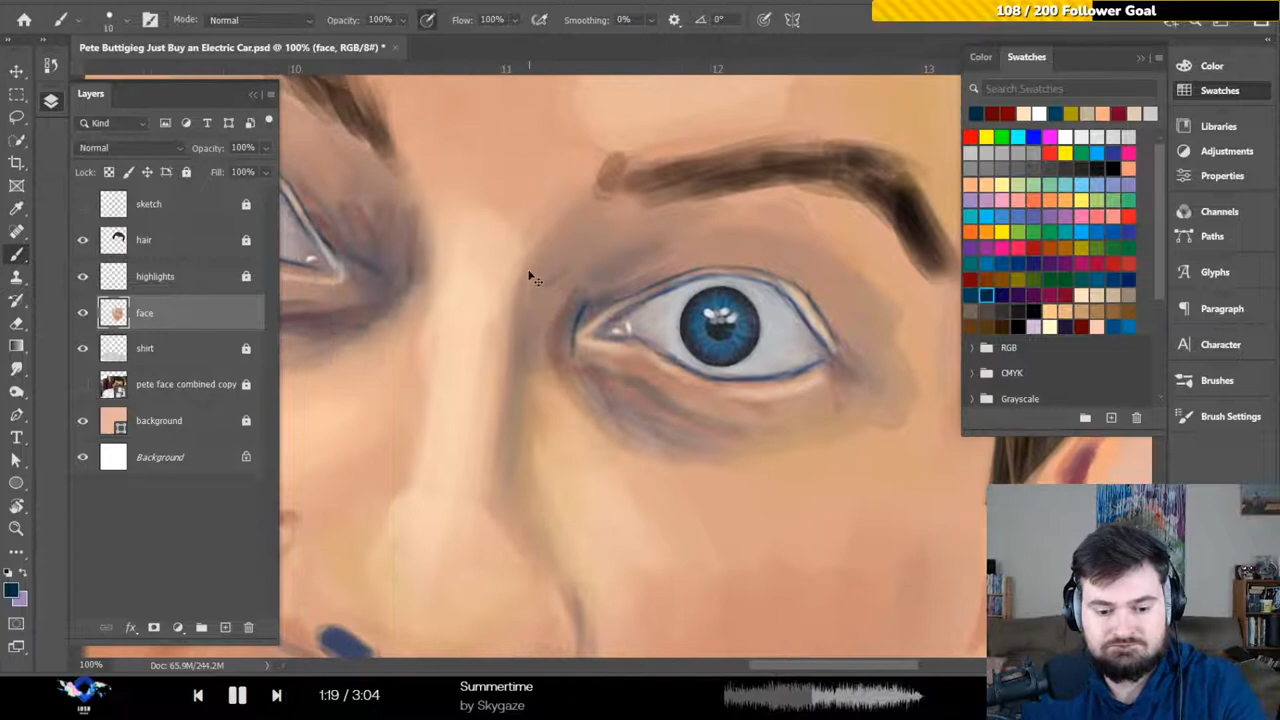 108 / 200 Follower Goal
10
Mode: Normal
Opacity: 100%
Flow: 100%
Smoothing: 0%
0°
Pete Buttigieg Just Buy an Electric Car.psd @ 100% (face, RGB/8#) *
10 11 12 13
Layers
Kind
Normal
Opacity: 100%
Lock:
Fill: 100%
sketch
hair
highlights
face
shirt
pete face combined copy
background
Background
Color
Swatches
Search Swatches
RGB
CMYK
Grayscale
Color
Swatches
Libraries
Adjustments
Properties
Channels
Paths
Glyphs
Paragraph
Character
Brushes
Brush Settings
100%
Doc: 65.9M/244.2M
1:19 / 3:04
Summertime
by Skygaze